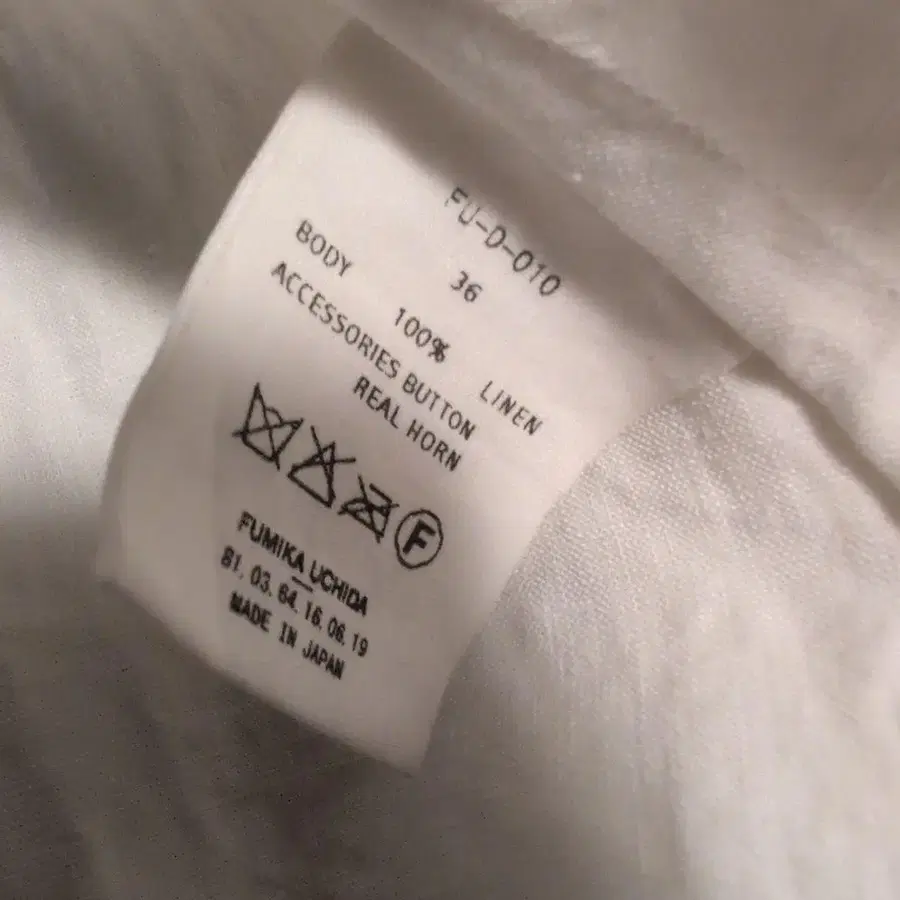 FU-D-010
36
BODY
100% LINEN
ACCESSORIES BUTTON
REAL HORN
F
FUMIKA UCHIDA
81. 03. 64. 16. 06. 19
MADE IN JAPAN